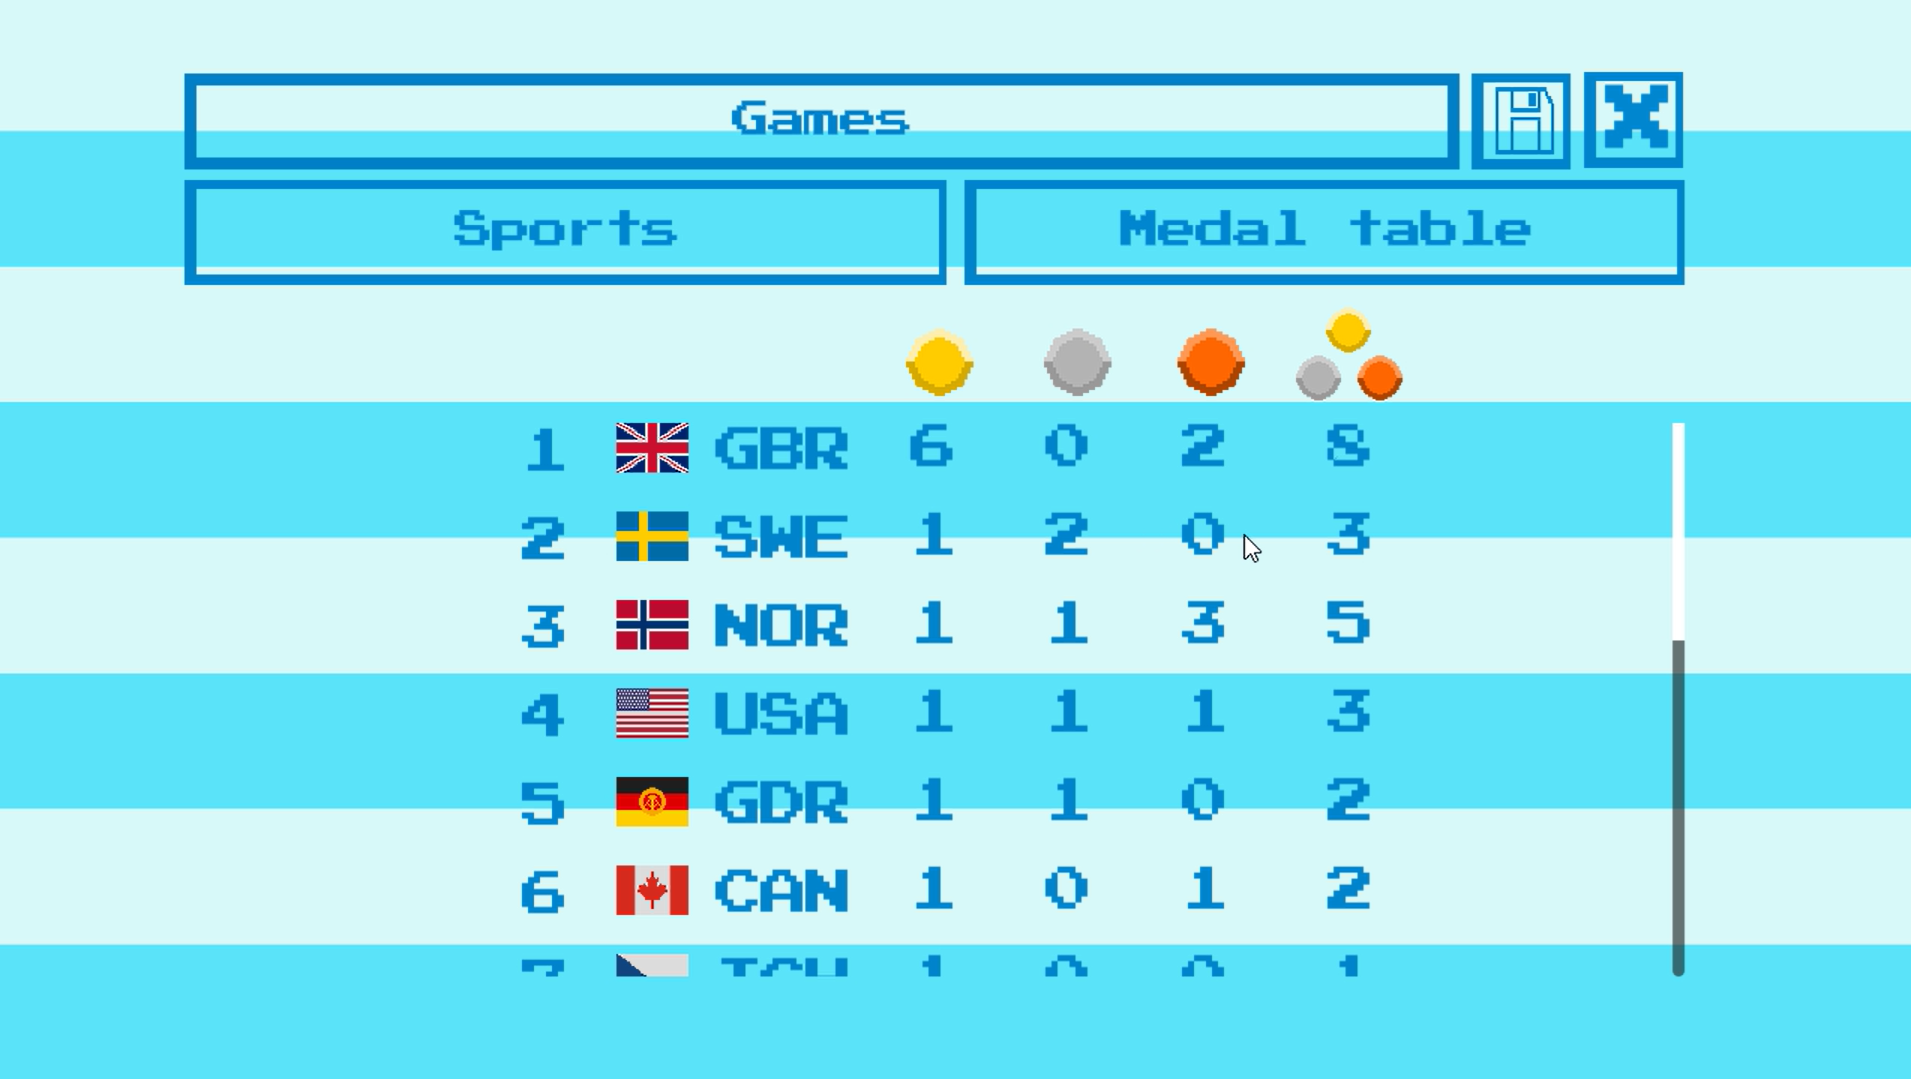 Games
Sports
Medal table
1 GBR 6 0 2 8
2 SWE 1 2 0 3
3 NOR 1 1 3 5
4 USA 1 1 1 3
5 GDR 1 1 0 2
6 CAN 1 0 1 2